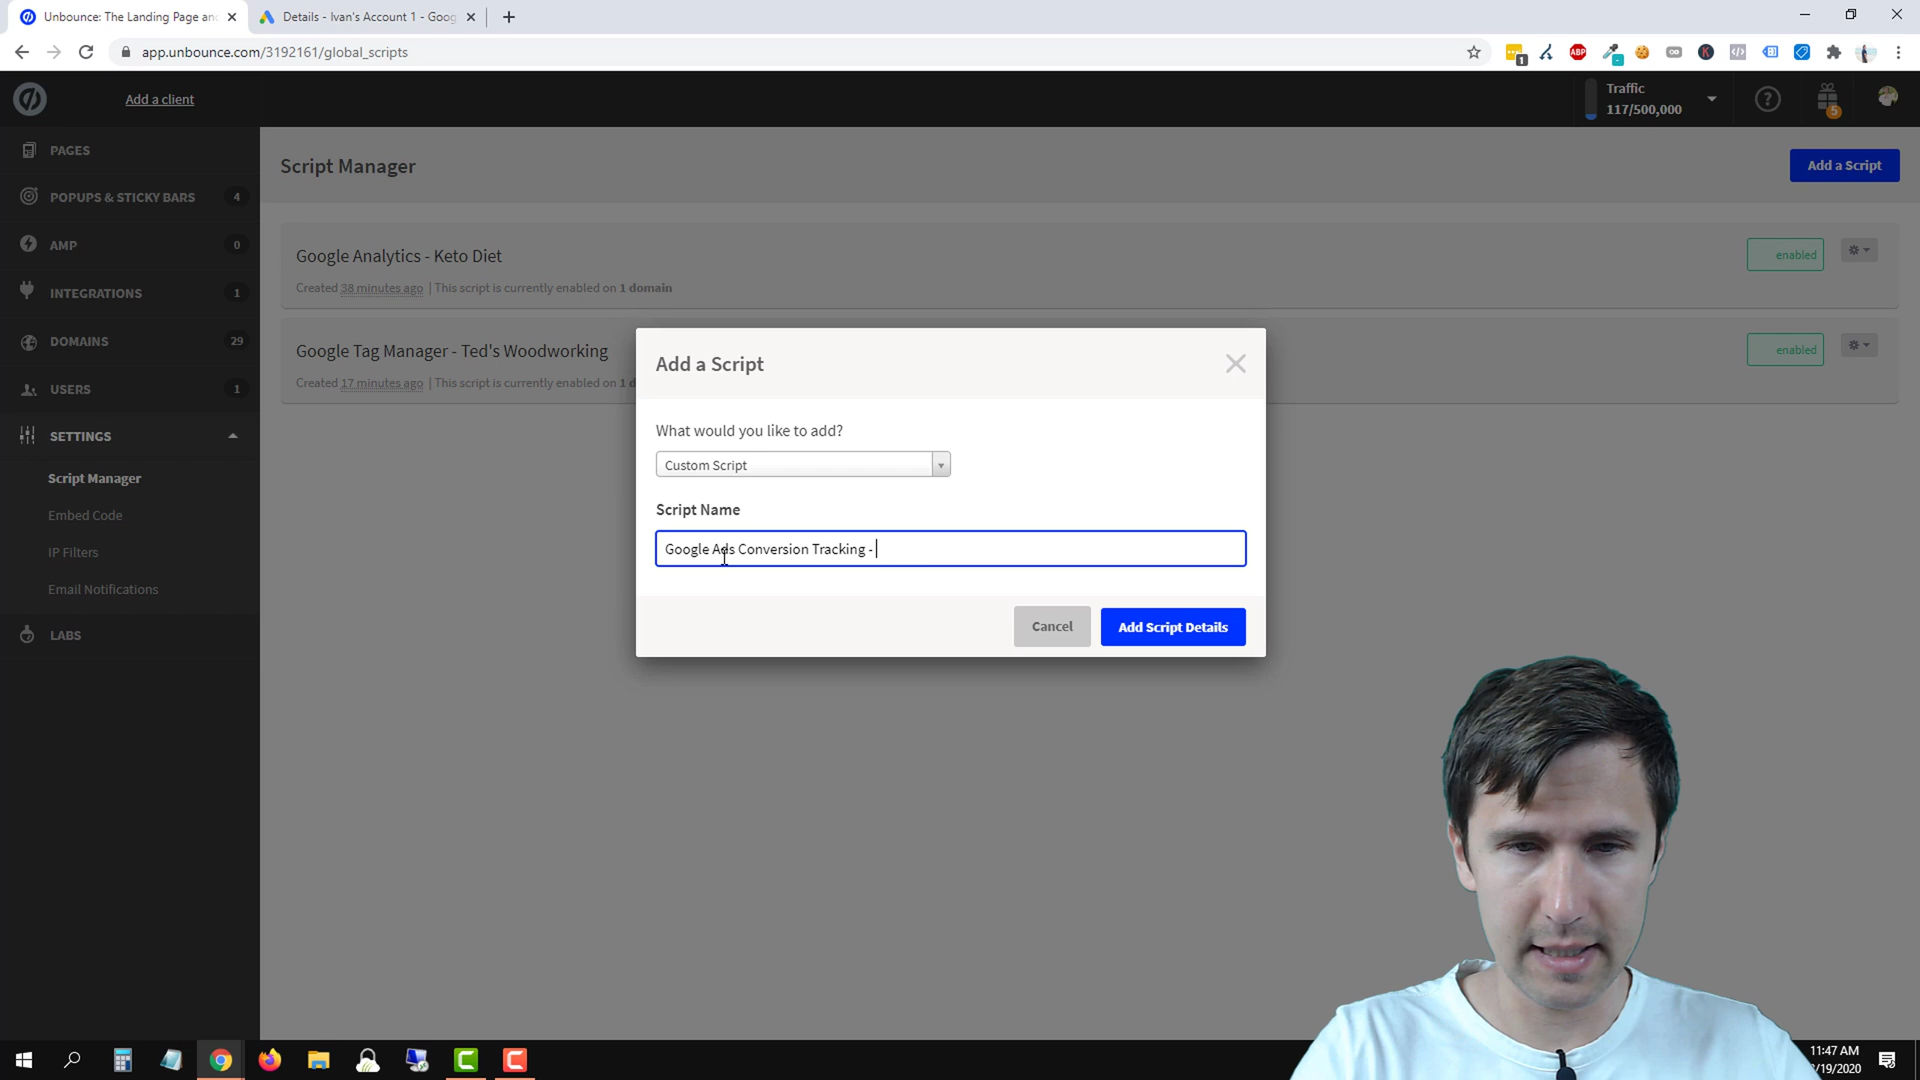 Unbounce: The Landing Page an
Details - Ivan's Account 1 - Goog
app.unbounce.com/3192161/global_scripts
1
ABP
Add a client
Traffic
117/500,000
5
PAGES
POPUPS & STICKY BARS
4
AMP
0
INTEGRATIONS
1
DOMAINS
29
USERS
1
SETTINGS
Script Manager
Embed Code
IP Filters
Email Notifications
LABS
Script Manager
Add a Script
Google Analytics - Keto Diet
Created 38 minutes ago | This script is currently enabled on 1 domain
enabled
Google Tag Manager - Ted's Woodworking
Created 17 minutes ago | This script is currently enabled on 1 d
enabled
Add a Script
What would you like to add?
Custom Script
Script Name
Google Ads Conversion Tracking -
Cancel
Add Script Details
11:47 AM
/19/2020